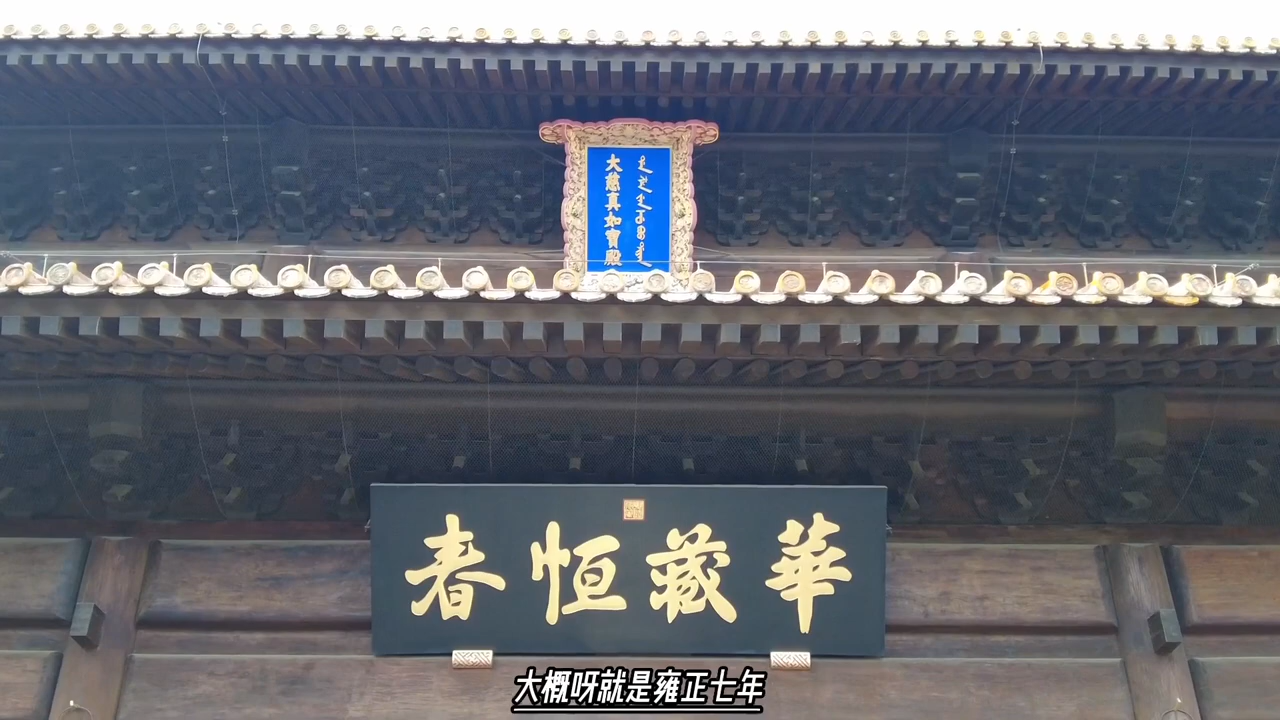 大慈真如寶殿
華藏恒春
大概呀就是雍正七年